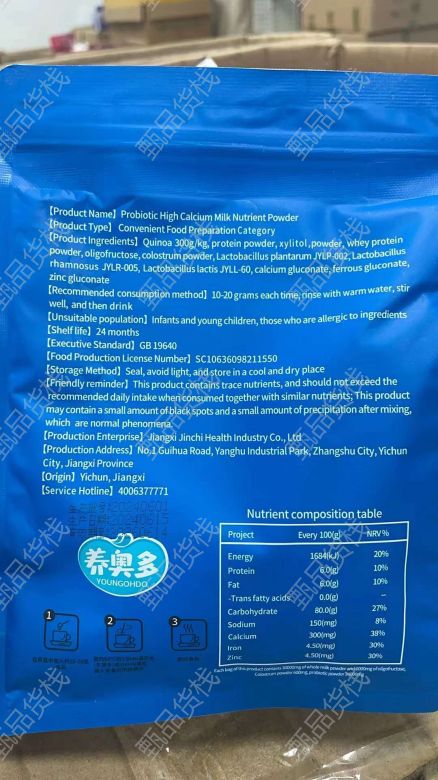 【Product Name】Probiotic High Calcium Milk Nutrient Powder
【Product Type】Convenient Food Preparation Category
【Product Ingredients】Quinoa 300g/kg, protein powder, xylitol, powder, whey protein
powder, oligofructose, colostrum powder, Lactobacillus plantarum JYLP-002, Lactobacillus
rhamnosus JYLR-005, Lactobacillus lactis JYLL-60, calcium gluconate, ferrous gluconate,
zinc gluconate
【Recommended consumption method】10-20 grams each time, rinse with warm water, stir
well, and then drink
【Unsuitable population】Infants and young children, those who are allergic to ingredients
【Shelf life】24 months
【Executive Standard】GB 19640
【Food Production License Number】SC10636098211550
【Storage Method】Seal, avoid light, and store in a cool and dry place
【Friendly reminder】This product contains trace nutrients, and should not exceed the
recommended daily intake when consumed together with similar nutrients; This product
may contain a small amount of black spots and a small amount of precipitation after mixing,
which are normal phenomena
【Production Enterprise】Jiangxi Jinchi Health Industry Co., Ltd
【Production Address】No.1 Guihua Road, Yanghu Industrial Park, Zhangshu City, Yichun
City, Jiangxi Province
【Origin】Yichun, Jiangxi
【Service Hotline】4006377771
养奥多
YOUNGOHDO
1 2 3
Nutrient composition table
Project Every 100(g) NRV%
Energy 1684(kJ) 20%
Protein 6.0(g) 10%
Fat 6.0(g) 10%
-Trans fatty acids 0.0(g) --
Carbohydrate 80.0(g) 27%
Sodium 150(mg) 8%
Calcium 300(mg) 38%
Iron 4.50(mg) 30%
Zinc 4.50(mg) 30%
甄品货栈